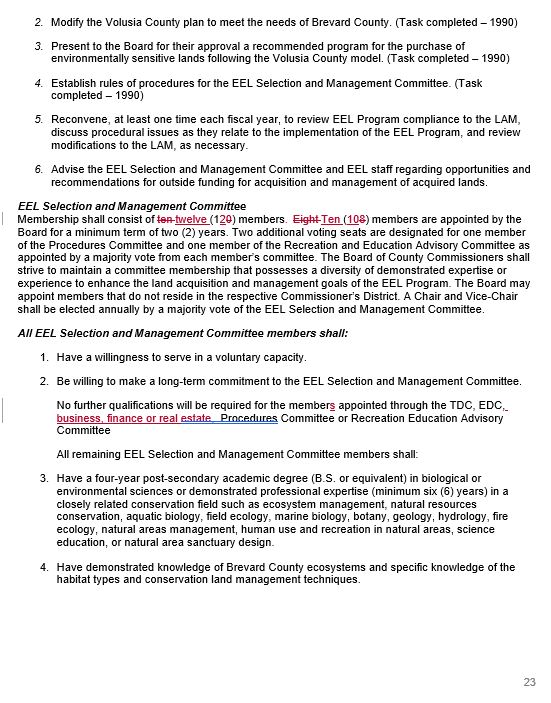 2. Modify the Volusia County plan to meet the needs of Brevard County. (Task completed – 1990)
3. Present to the Board for their approval a recommended program for the purchase of
environmentally sensitive lands following the Volusia County model. (Task completed – 1990)
4. Establish rules of procedures for the EEL Selection and Management Committee. (Task
completed – 1990)
5. Reconvene, at least one time each fiscal year, to review EEL Program compliance to the LAM,
discuss procedural issues as they relate to the implementation of the EEL Program, and review
modifications to the LAM, as necessary.
6. Advise the EEL Selection and Management Committee and EEL staff regarding opportunities and
recommendations for outside funding for acquisition and management of acquired lands.
EEL Selection and Management Committee
Membership shall consist of ten twelve (120) members. Eight Ten (108) members are appointed by the
Board for a minimum term of two (2) years. Two additional voting seats are designated for one member
of the Procedures Committee and one member of the Recreation and Education Advisory Committee as
appointed by a majority vote from each member's committee. The Board of County Commissioners shall
strive to maintain a committee membership that possesses a diversity of demonstrated expertise or
experience to enhance the land acquisition and management goals of the EEL Program. The Board may
appoint members that do not reside in the respective Commissioner's District. A Chair and Vice-Chair
shall be elected annually by a majority vote of the EEL Selection and Management Committee.
All EEL Selection and Management Committee members shall:
1. Have a willingness to serve in a voluntary capacity.
2. Be willing to make a long-term commitment to the EEL Selection and Management Committee.
No further qualifications will be required for the members appointed through the TDC, EDC,
business, finance or real estate, Procedures Committee or Recreation Education Advisory
Committee
All remaining EEL Selection and Management Committee members shall:
3. Have a four-year post-secondary academic degree (B.S. or equivalent) in biological or
environmental sciences or demonstrated professional expertise (minimum six (6) years) in a
closely related conservation field such as ecosystem management, natural resources
conservation, aquatic biology, field ecology, marine biology, botany, geology, hydrology, fire
ecology, natural areas management, human use and recreation in natural areas, science
education, or natural area sanctuary design.
4. Have demonstrated knowledge of Brevard County ecosystems and specific knowledge of the
habitat types and conservation land management techniques.
23